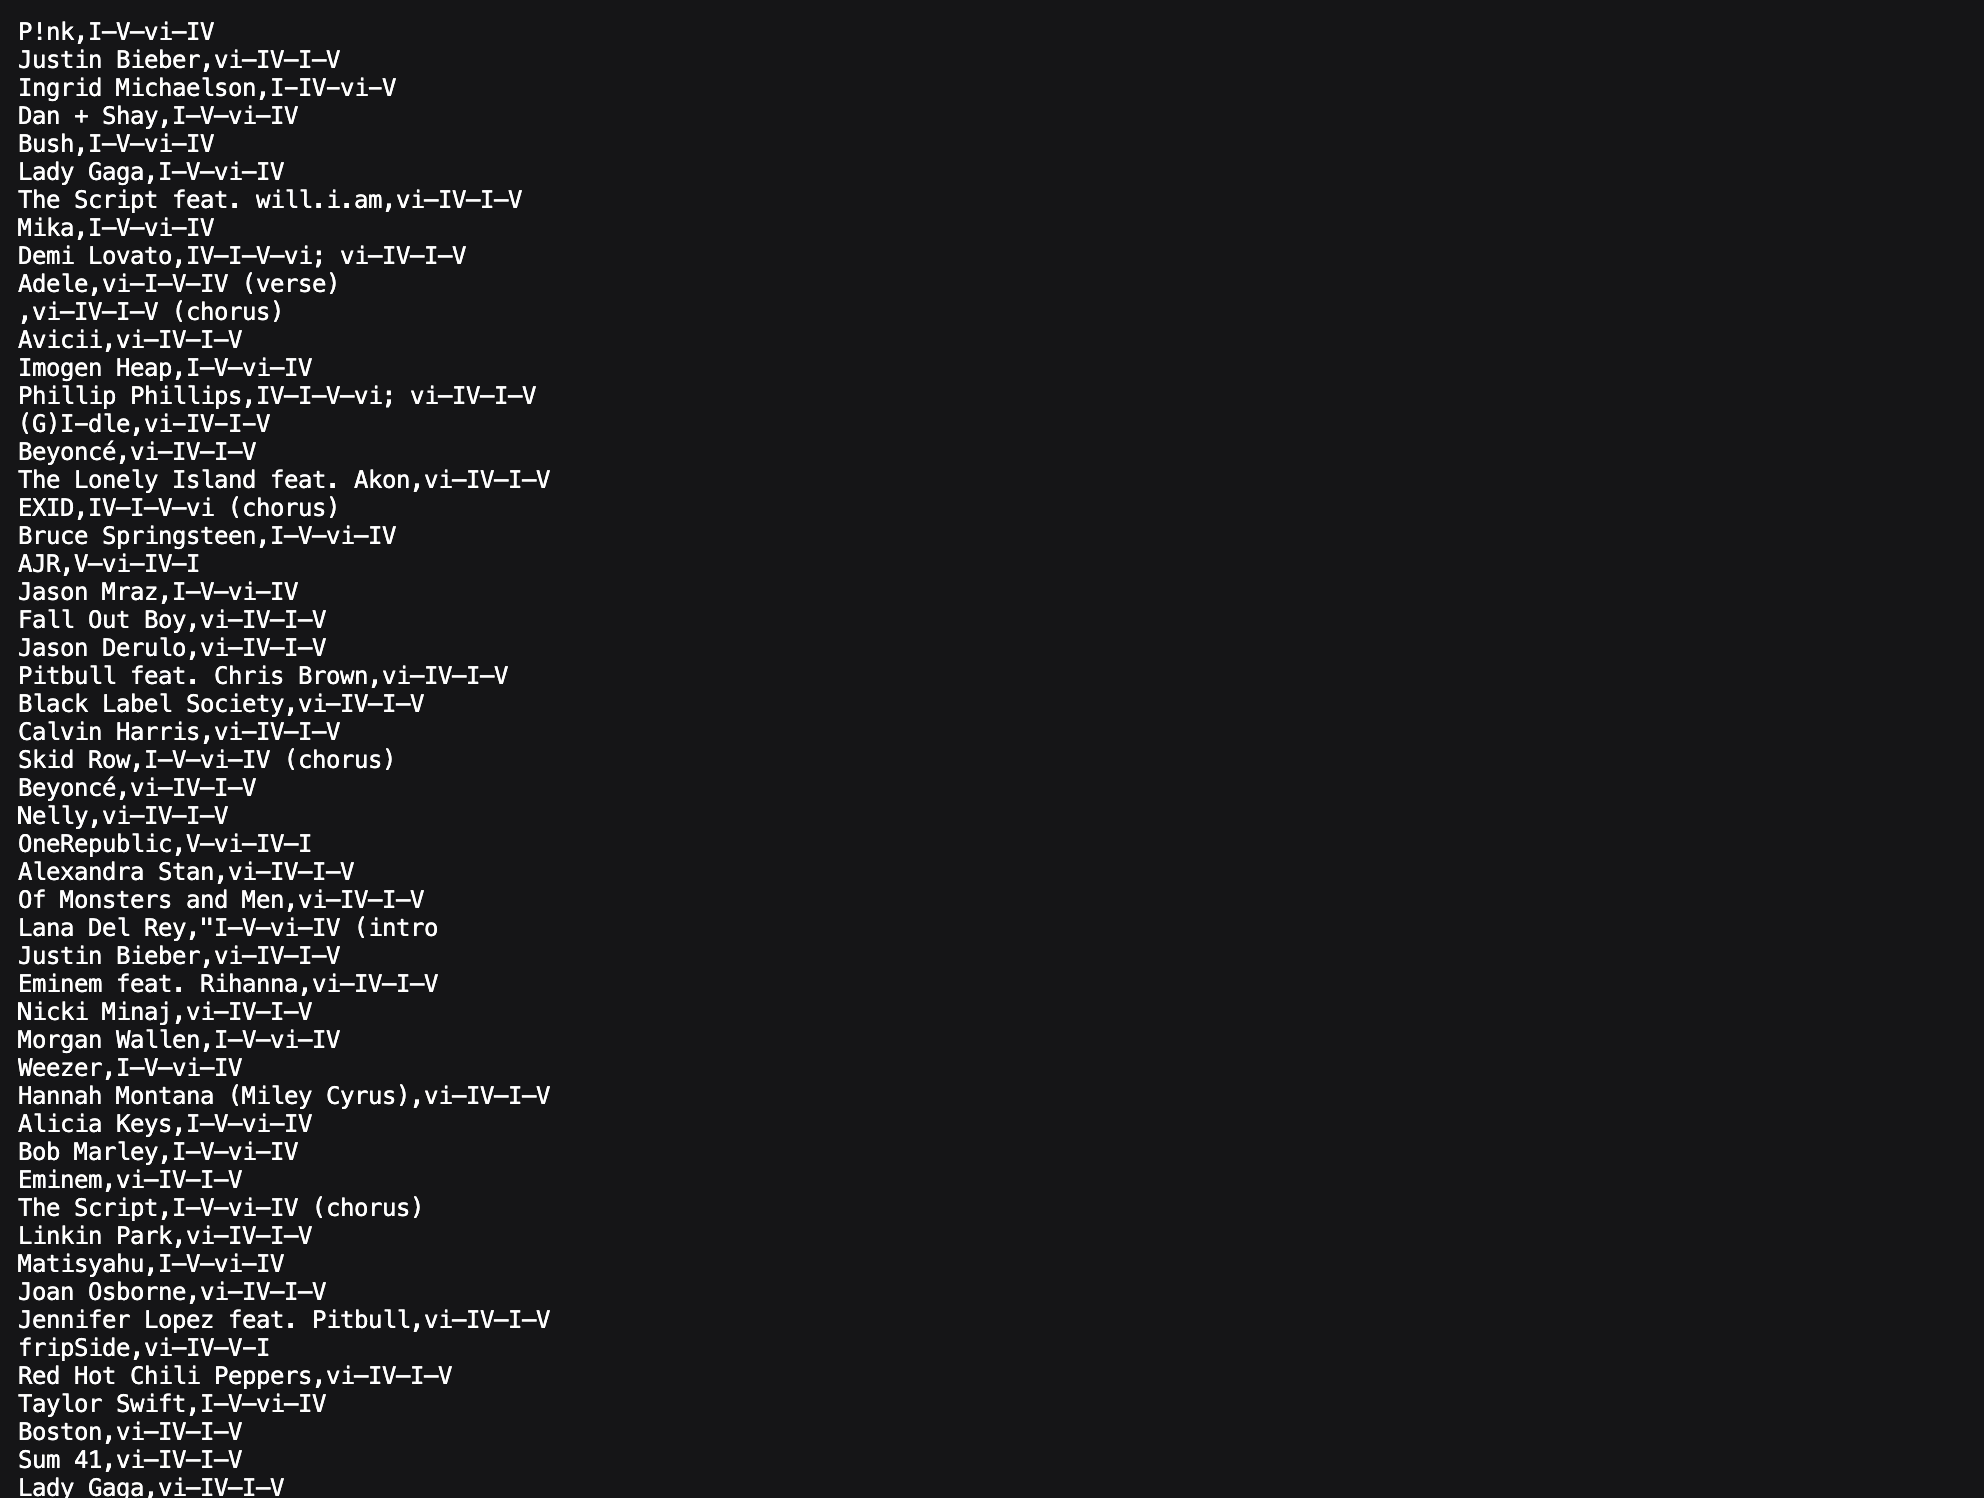 P!nk,I–V–vi–IV
Justin Bieber,vi–IV–I–V
Ingrid Michaelson,I-IV-vi-V
Dan + Shay,I–V–vi–IV
Bush,I–V–vi–IV
Lady Gaga,I–V–vi–IV
The Script feat. will.i.am,vi–IV–I–V
Mika,I–V–vi–IV
Demi Lovato,IV–I–V–vi; vi–IV–I–V
Adele,vi–I–V–IV (verse)
,vi–IV–I–V (chorus)
Avicii,vi–IV–I–V
Imogen Heap,I–V–vi–IV
Phillip Phillips,IV–I–V–vi; vi–IV–I–V
(G)I-dle,vi-IV-I-V
Beyoncé,vi–IV–I–V
The Lonely Island feat. Akon,vi–IV–I–V
EXID,IV–I–V–vi (chorus)
Bruce Springsteen,I–V–vi–IV
AJR,V–vi–IV–I
Jason Mraz,I–V–vi–IV
Fall Out Boy,vi–IV–I–V
Jason Derulo,vi–IV–I–V
Pitbull feat. Chris Brown,vi–IV–I–V
Black Label Society,vi–IV–I–V
Calvin Harris,vi–IV–I–V
Skid Row,I–V–vi–IV (chorus)
Beyoncé,vi–IV–I–V
Nelly,vi–IV–I–V
OneRepublic,V–vi–IV–I
Alexandra Stan,vi–IV–I–V
Of Monsters and Men,vi–IV–I–V
Lana Del Rey,"I–V–vi–IV (intro
Justin Bieber,vi–IV–I–V
Eminem feat. Rihanna,vi–IV–I–V
Nicki Minaj,vi–IV–I–V
Morgan Wallen,I–V–vi–IV
Weezer,I–V–vi–IV
Hannah Montana (Miley Cyrus),vi–IV–I–V
Alicia Keys,I–V–vi–IV
Bob Marley,I–V–vi–IV
Eminem,vi–IV–I–V
The Script,I–V–vi–IV (chorus)
Linkin Park,vi–IV–I–V
Matisyahu,I–V–vi–IV
Joan Osborne,vi–IV–I–V
Jennifer Lopez feat. Pitbull,vi–IV–I–V
fripSide,vi–IV–V-I
Red Hot Chili Peppers,vi–IV–I–V
Taylor Swift,I–V–vi–IV
Boston,vi–IV–I–V
Sum 41,vi–IV–I–V
Lady Gaga,vi–IV–I–V